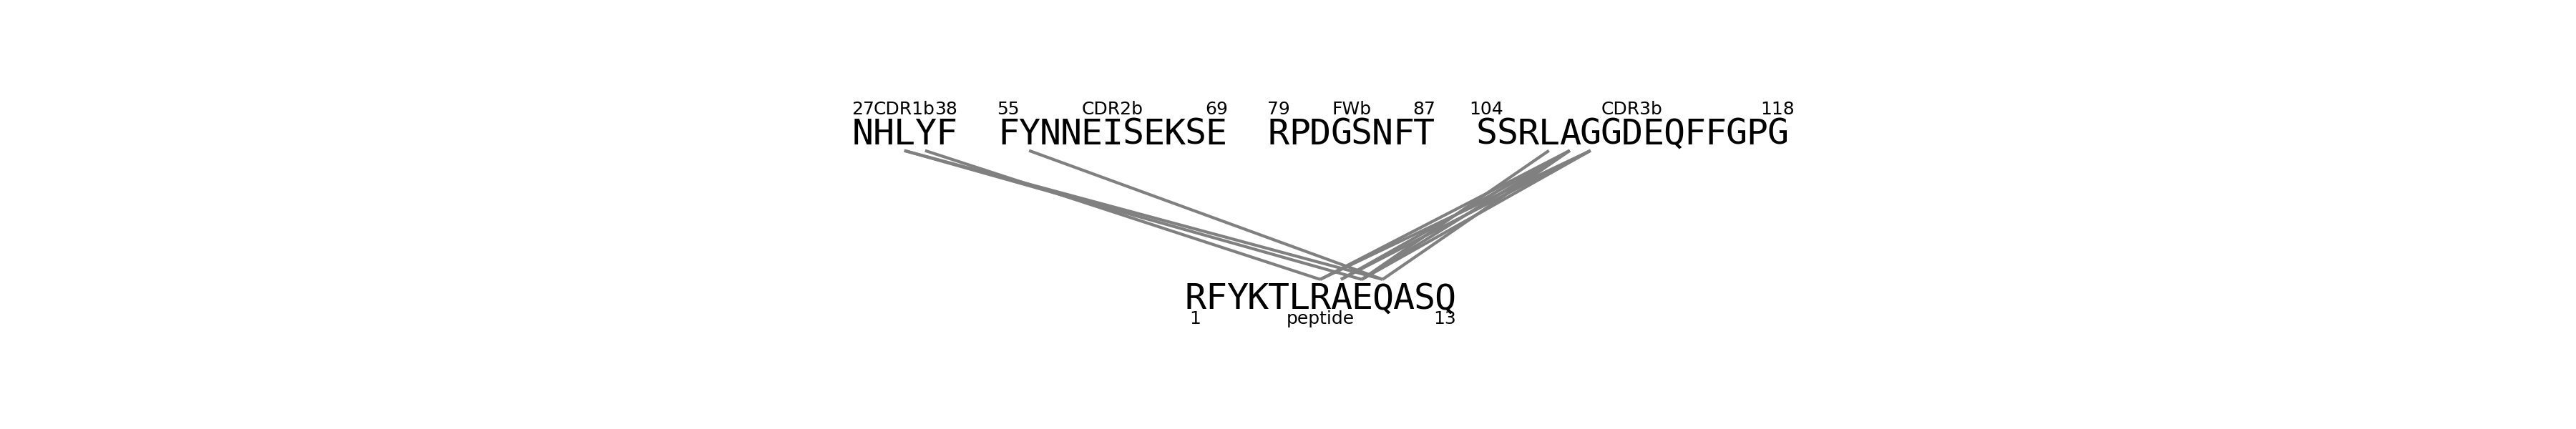 27CDR1b38 55 CDR2b 69 79 FWb 87 104 CDR3b 118
NHLYF FYNNEISEKSE RPDGSNFT SSRLAGGDEQFFGPG
RFYKTLRAEQASQ
1 peptide 13